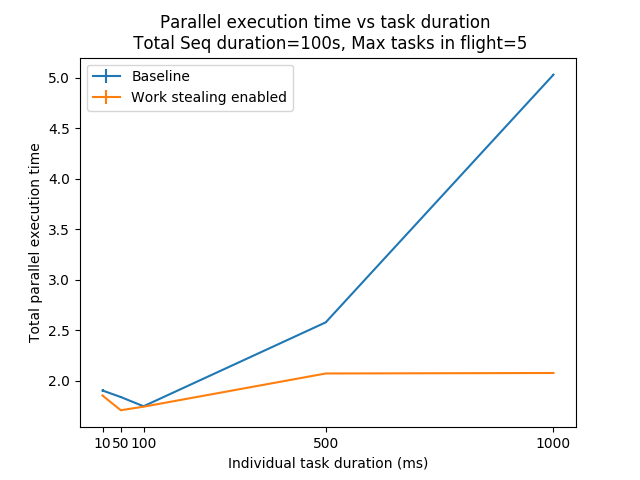 Parallel execution time vs task duration
Total Seq duration=100s, Max tasks in flight=5
Baseline
Work stealing enabled
5.0
4.5
4.0
3.5
3.0
2.5
2.0
Total parallel execution time
10 50 100 500 1000
Individual task duration (ms)